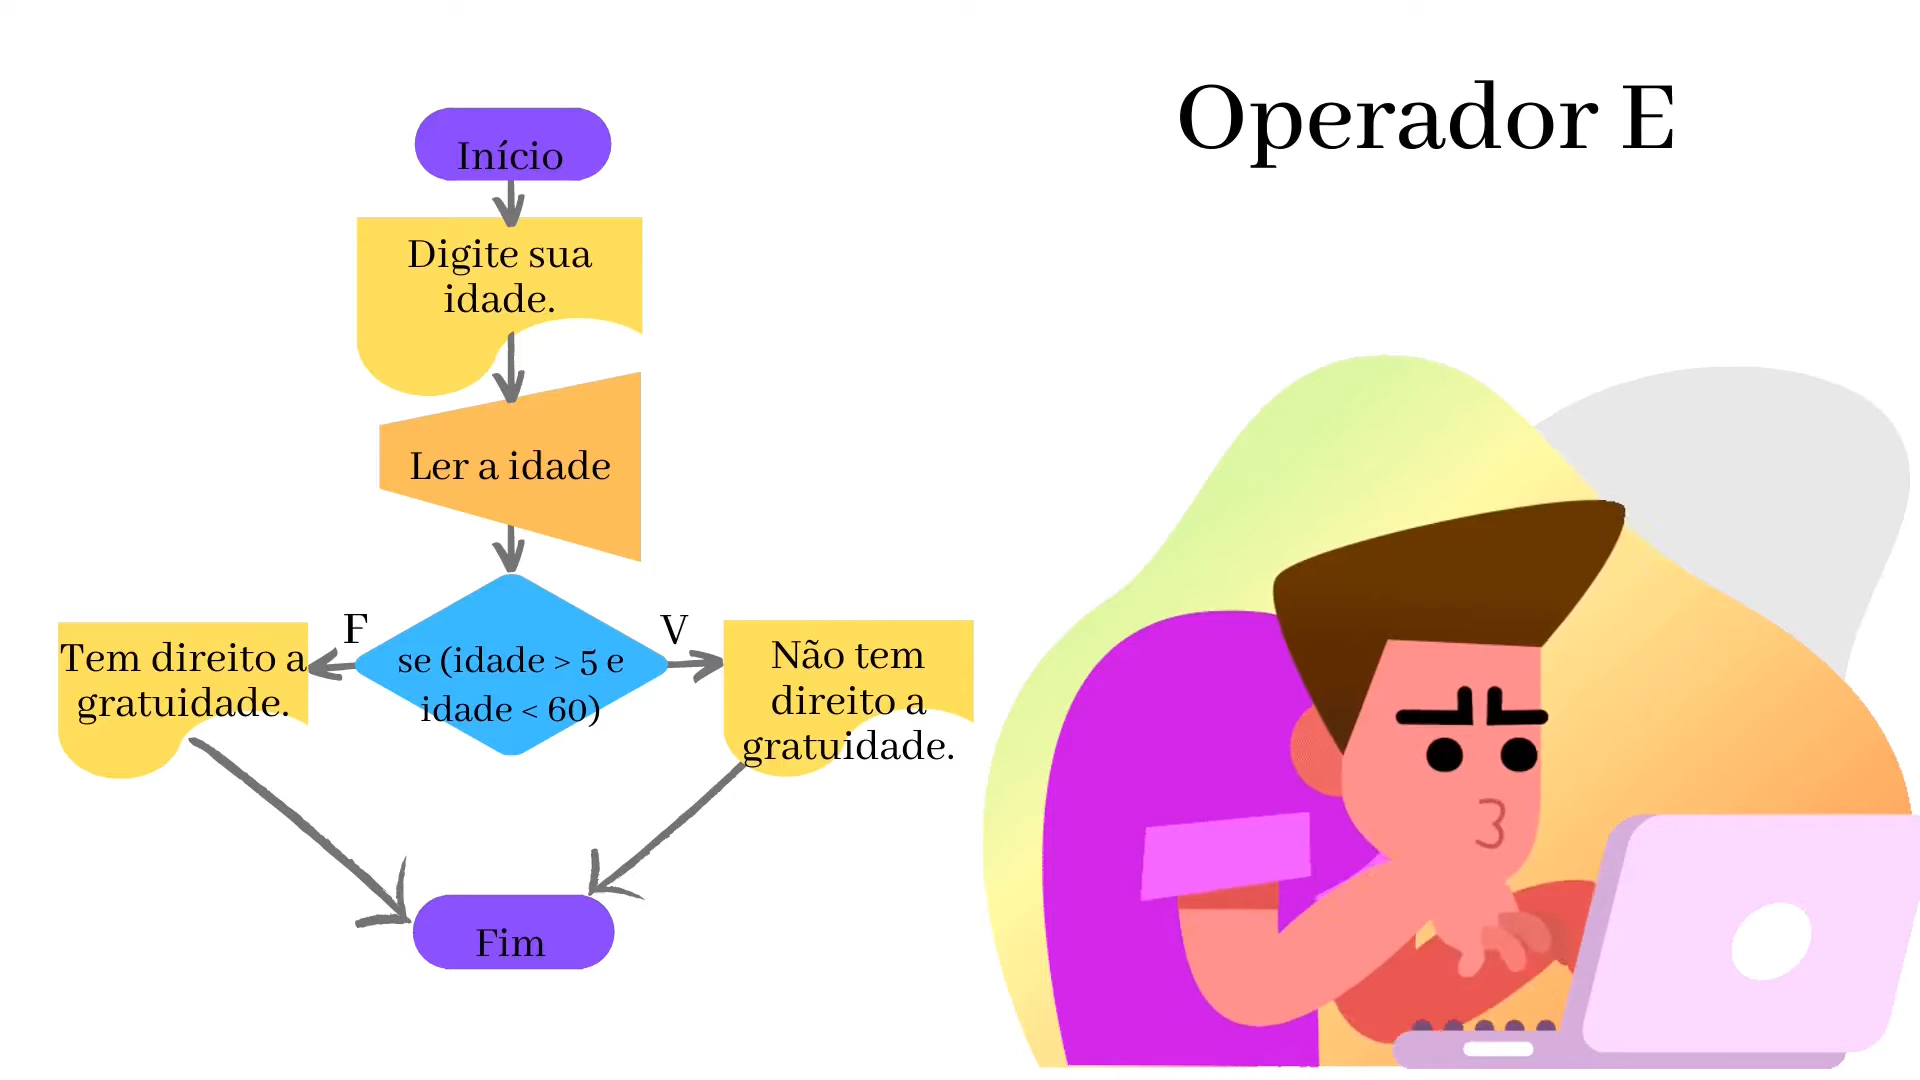 Operador E
Início
Digite sua
idade.
Ler a idade
F
V
se (idade > 5 e
idade < 60)
Tem direito a
gratuidade.
Não tem
direito a
gratuidade.
Fim